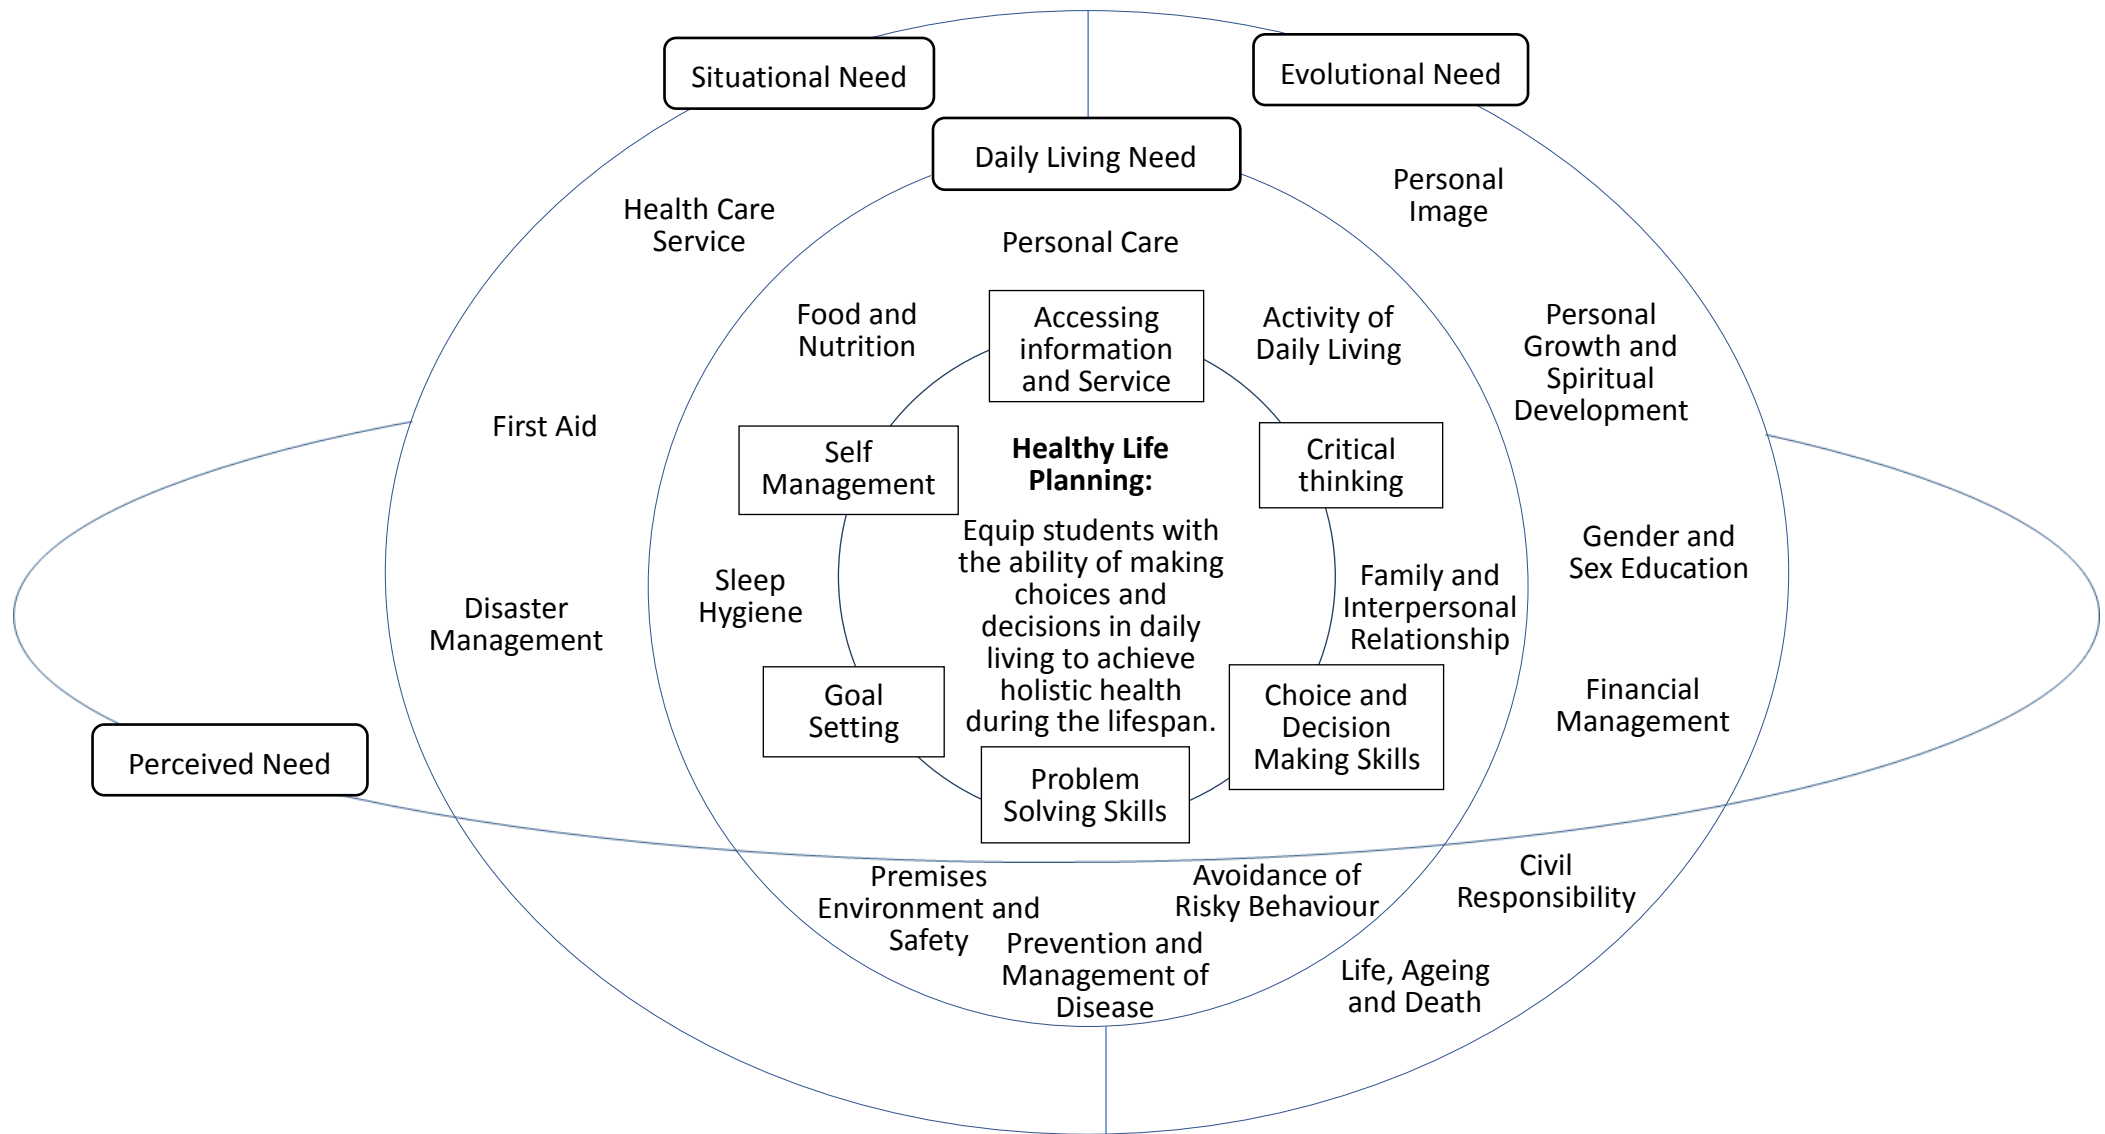 Situational Need
Evolutional Need
Daily Living Need
Personal
Image
Health Care
Service
Personal Care
Food and
Nutrition
Accessing
information
and Service
Activity of
Daily Living
Personal
Growth and
Spiritual
Development
First Aid
Self
Management
Healthy Life
Planning:
Critical
thinking
Equip students with
the ability of making
choices and
decisions in daily
living to achieve
holistic health
during the lifespan.
Gender and
Sex Education
Sleep
Hygiene
Family and
Interpersonal
Relationship
Disaster
Management
Goal
Setting
Choice and
Decision
Making Skills
Financial
Management
Perceived Need
Problem
Solving Skills
Premises
Environment and
Safety
Avoidance of
Risky Behaviour
Civil
Responsibility
Prevention and
Management of
Disease
Life, Ageing
and Death